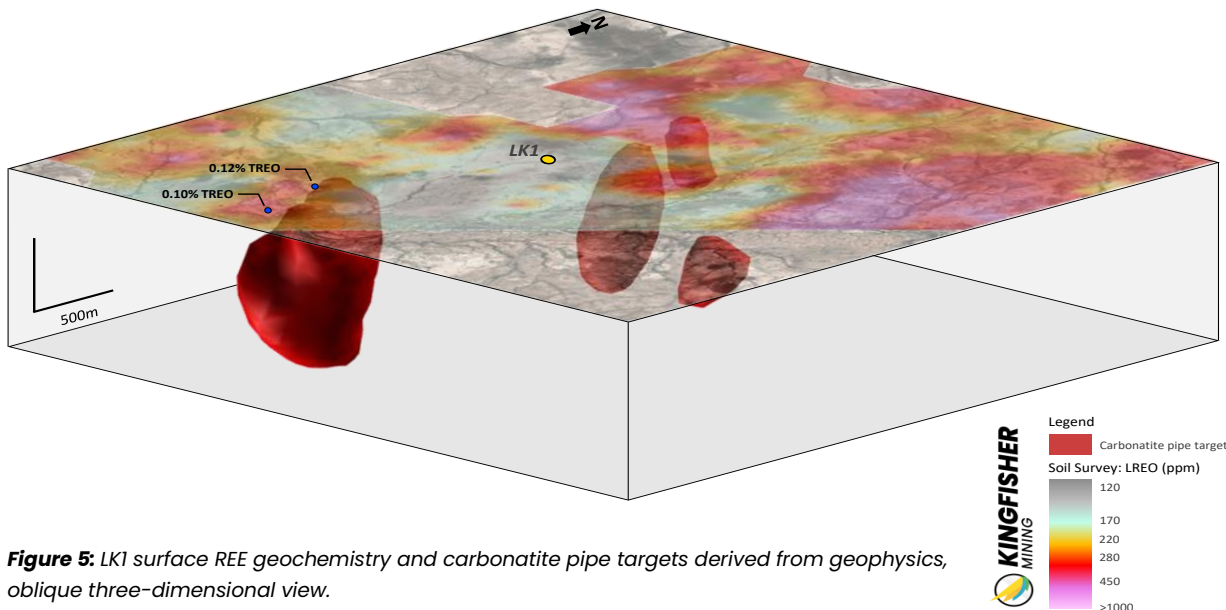 N
LK1
0.12% TREO
0.10% TREO
500m
Legend
Carbonatite pipe target
Soil Survey: LREO (ppm)
120
170
220
280
450
>1000
KINGFISHER
MINING
Figure 5: LK1 surface REE geochemistry and carbonatite pipe targets derived from geophysics,
oblique three-dimensional view.